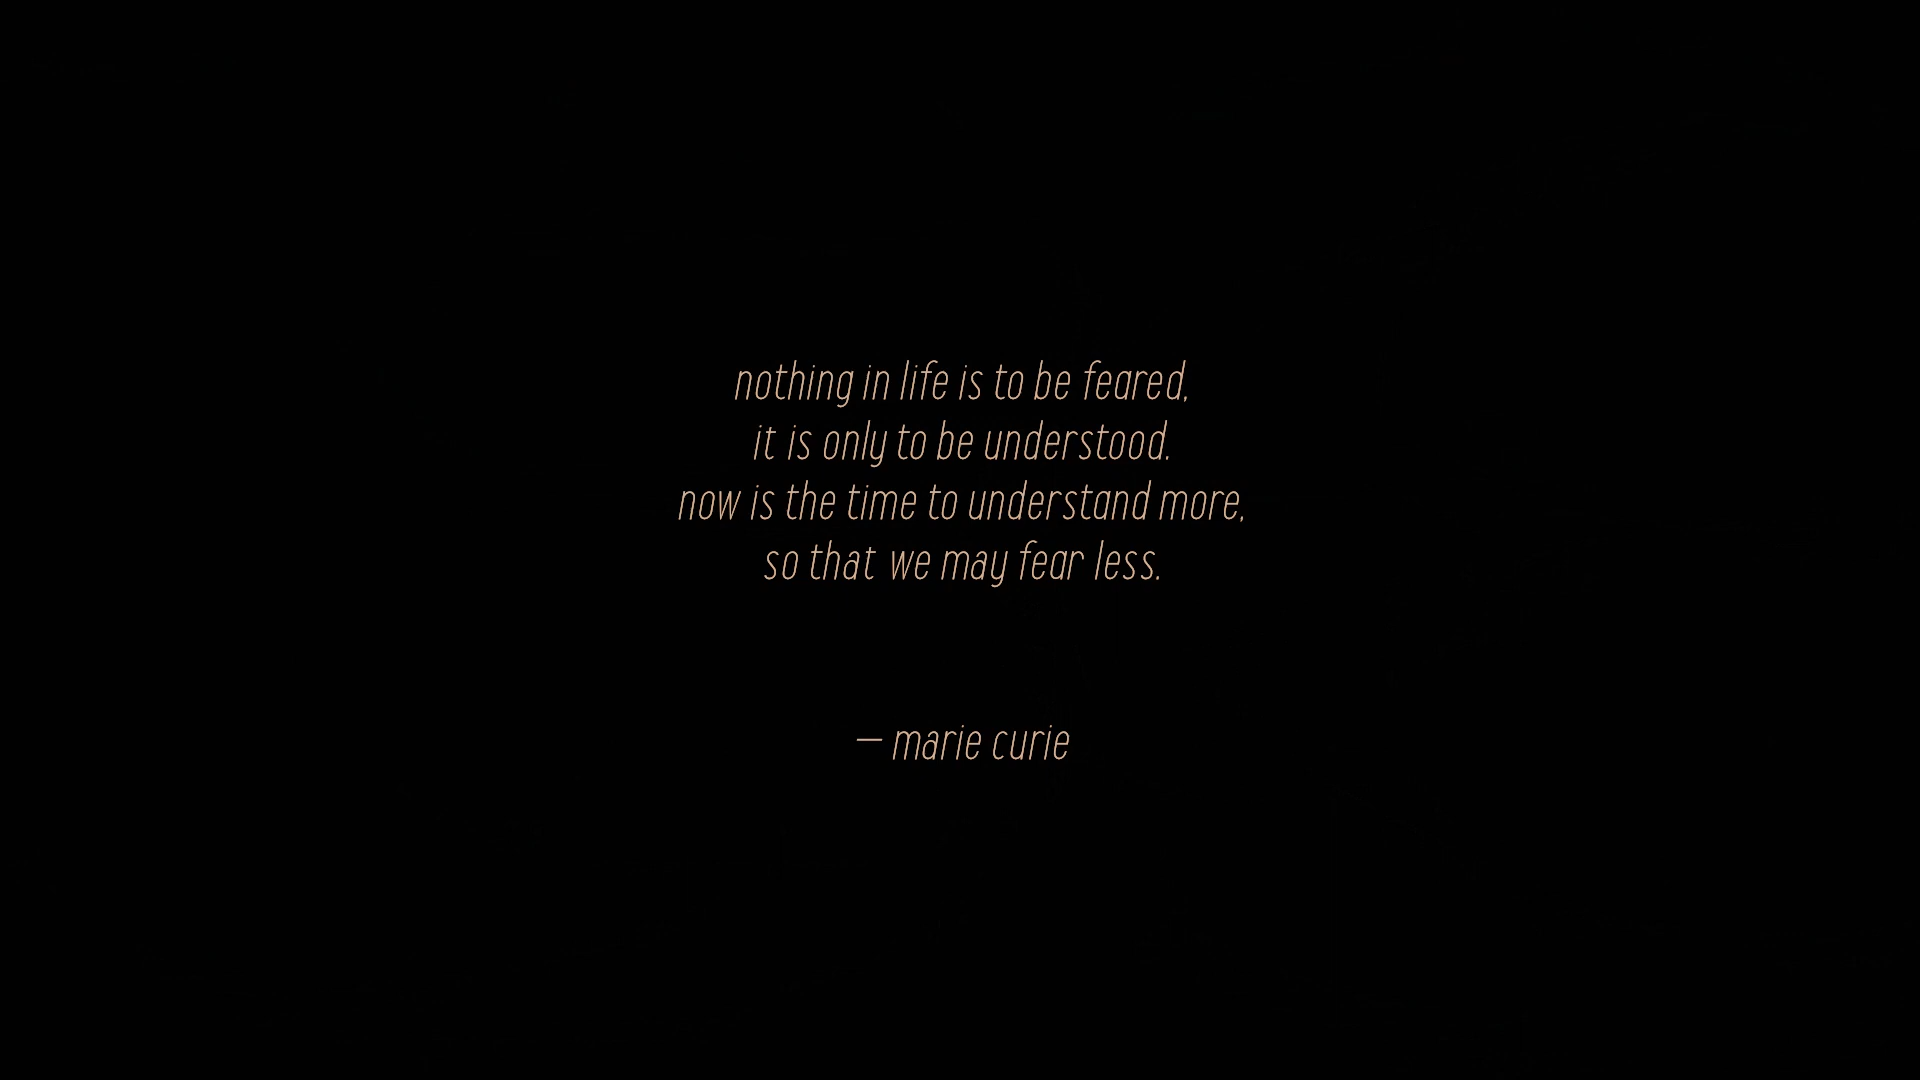 nothing in life is to be feared,
it is only to be understood.
now is the time to understand more,
so that we may fear less.
— marie curie